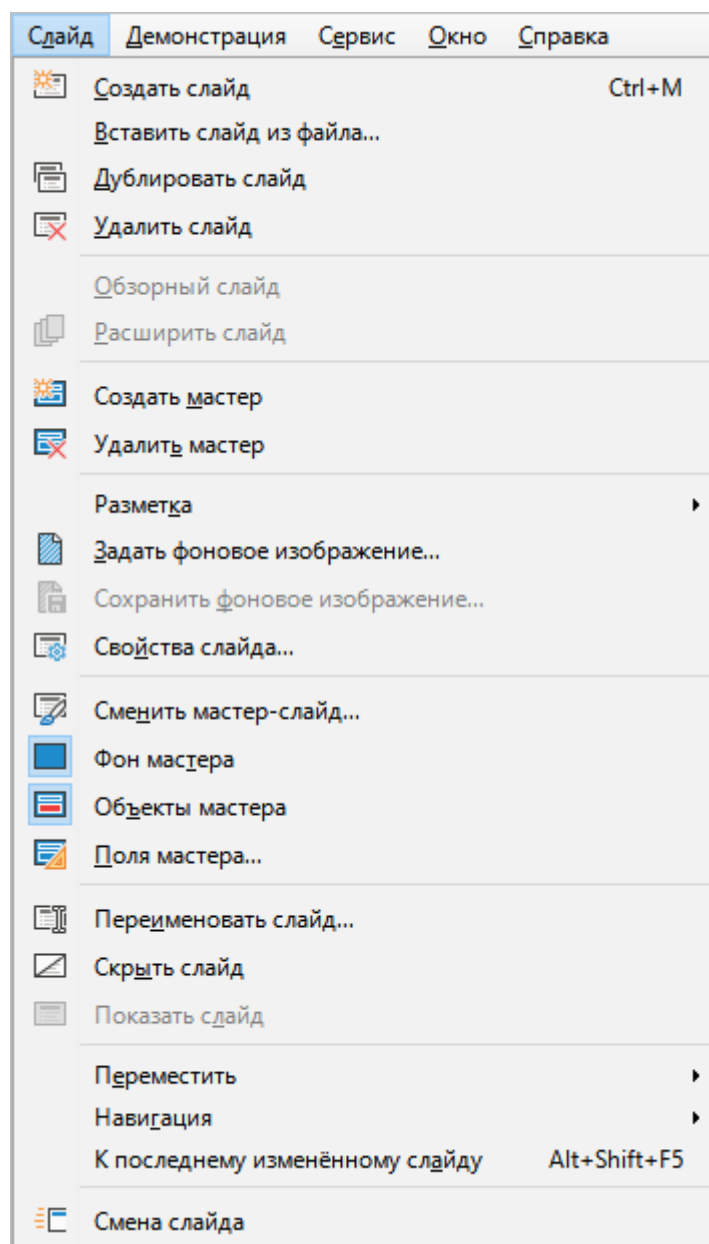 Слайд Демонстрация Сервис Окно Справка
Создать слайд Ctrl+M
Вставить слайд из файла...
Дублировать слайд
Удалить слайд
Обзорный слайд
Расширить слайд
Создать мастер
Удалить мастер
Разметка
Задать фоновое изображение...
Сохранить фоновое изображение...
Свойства слайда...
Сменить мастер-слайд...
Фон мастера
Объекты мастера
Поля мастера...
Переименовать слайд...
Скрыть слайд
Показать слайд
Переместить
Навигация
К последнему изменённому слайду Alt+Shift+F5
Смена слайда